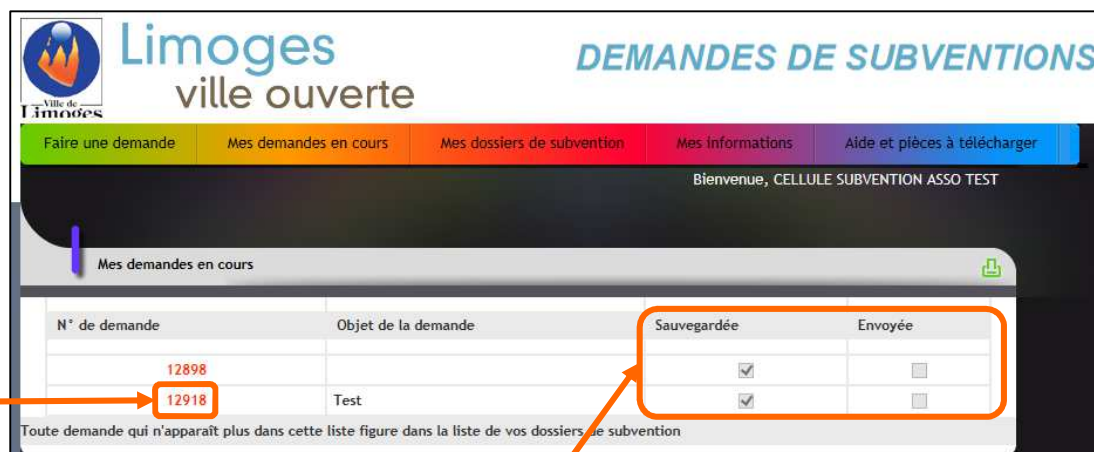 Limoges
ville ouverte
Ville de
Limoges
DEMANDES DE SUBVENTIONS
Faire une demande Mes demandes en cours Mes dossiers de subvention Mes informations Aide et pièces à télécharger
Bienvenue, CELLULE SUBVENTION ASSO TEST
Mes demandes en cours
N° de demande Objet de la demande Sauvegardée Envoyée
12898
12918 Test
Toute demande qui n'apparaît plus dans cette liste figure dans la liste de vos dossiers de subvention